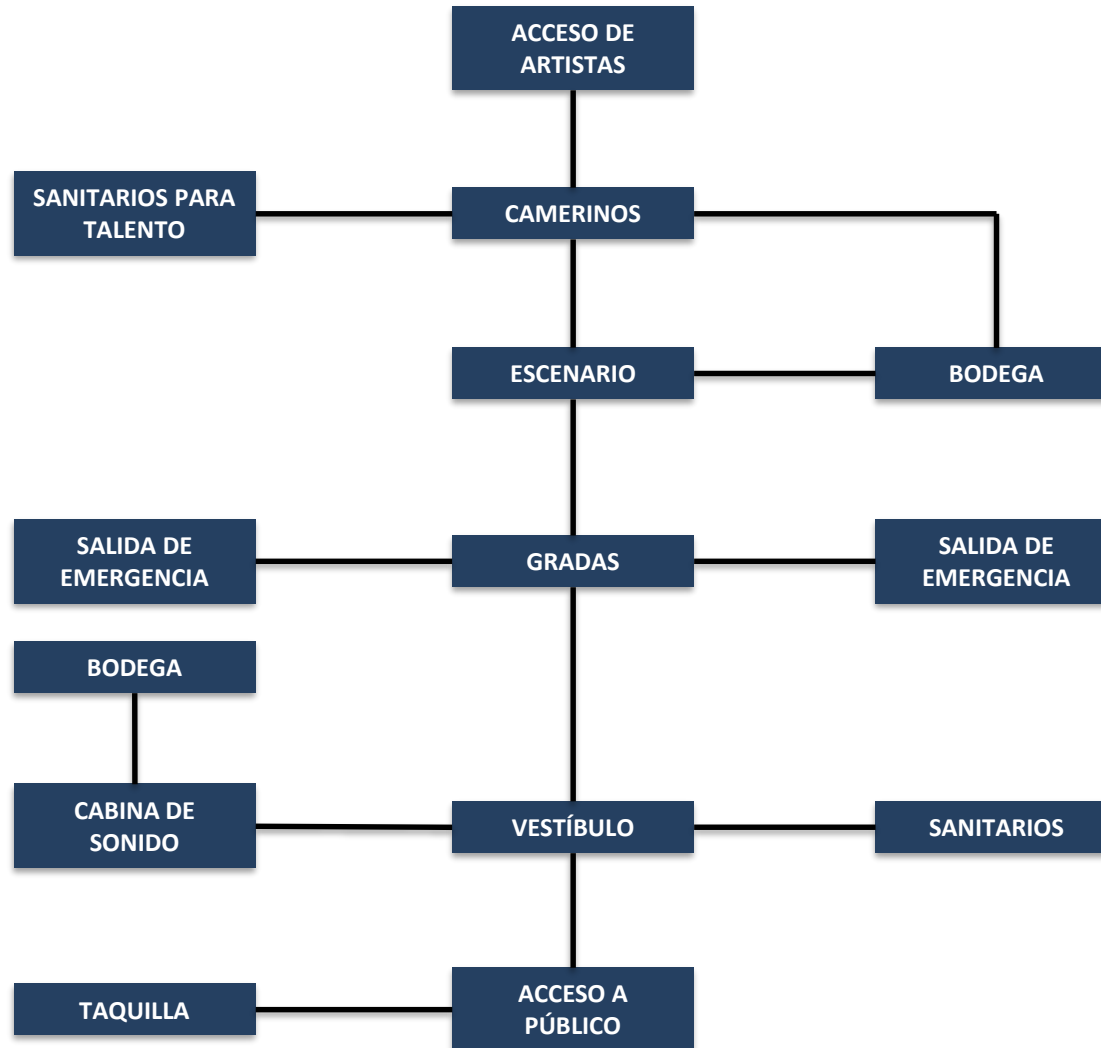 ACCESO DE
ARTISTAS
SANITARIOS PARA
TALENTO
CAMERINOS
ESCENARIO
BODEGA
SALIDA DE
EMERGENCIA
GRADAS
SALIDA DE
EMERGENCIA
BODEGA
CABINA DE
SONIDO
VESTÍBULO
SANITARIOS
TAQUILLA
ACCESO A
PÚBLICO